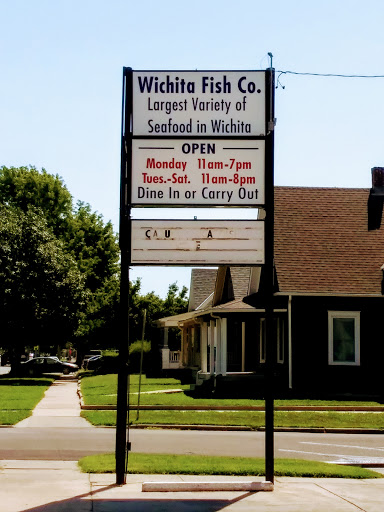 Wichita Fish Co.
Largest Variety of
Seafood in Wichita
OPEN
Monday 11am-7pm
Tues.-Sat. 11am-8pm
Dine In or Carry Out